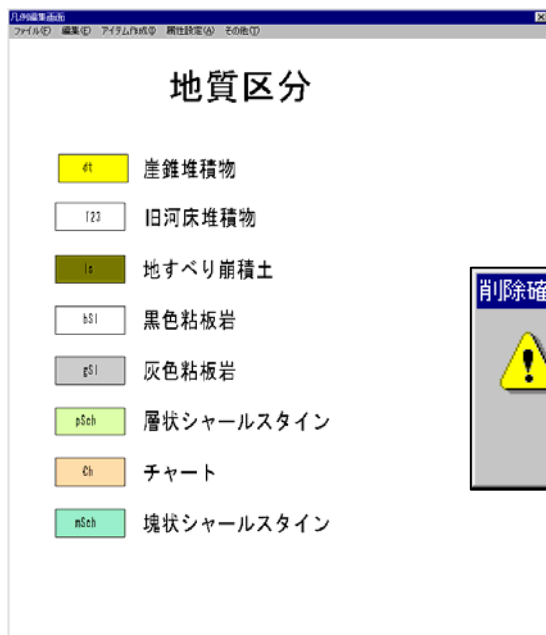 凡例編集画面
ファイル(F) 編集(E) アイテム作成(I) 属性設定(A) その他(T)
地質区分
dt 崖錐堆積物
T23 旧河床堆積物
ls 地すべり崩積土
bSl 黒色粘板岩
gSl 灰色粘板岩
pSch 層状シャールスタイン
Ch チャート
mSch 塊状シャールスタイン
削除確